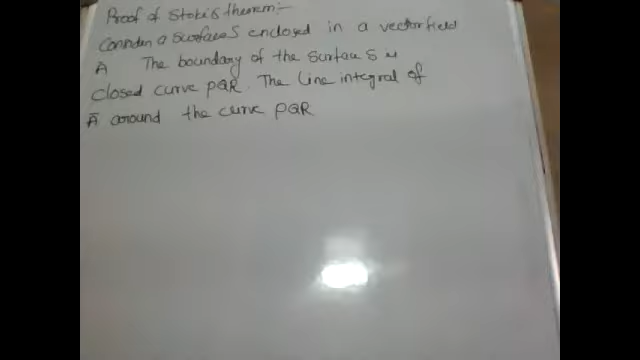 Proof of Stoke's theorem:-
Consider a surface S enclosed in a vector field
A The boundary of the surface S is
closed curve PQR. The line integral of
A̅ around the curve PQR